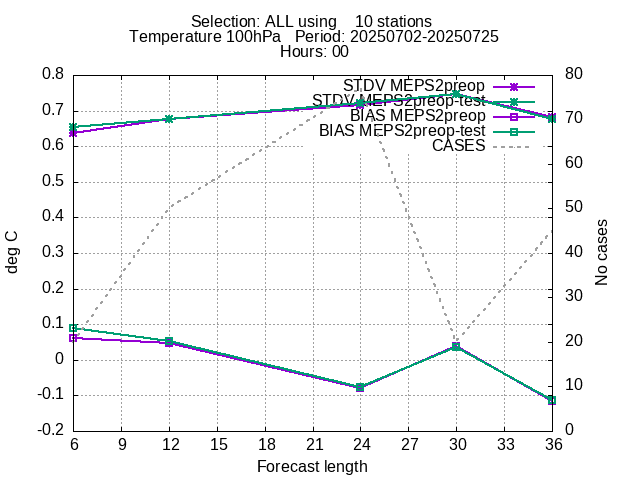 Selection: ALL using    10 stations
Temperature 100hPa   Period: 20250702-20250725
Hours: 00
0.8
0.7
0.6
0.5
0.4
0.3
0.2
0.1
0
-0.1
-0.2
deg C
STDV MEPS2preop
STDV MEPS2preop-test
BIAS MEPS2preop
BIAS MEPS2preop-test
CASES
80
70
60
50
40
30
20
10
0
No cases
6 9 12 15 18 21 24 27 30 33 36
Forecast length